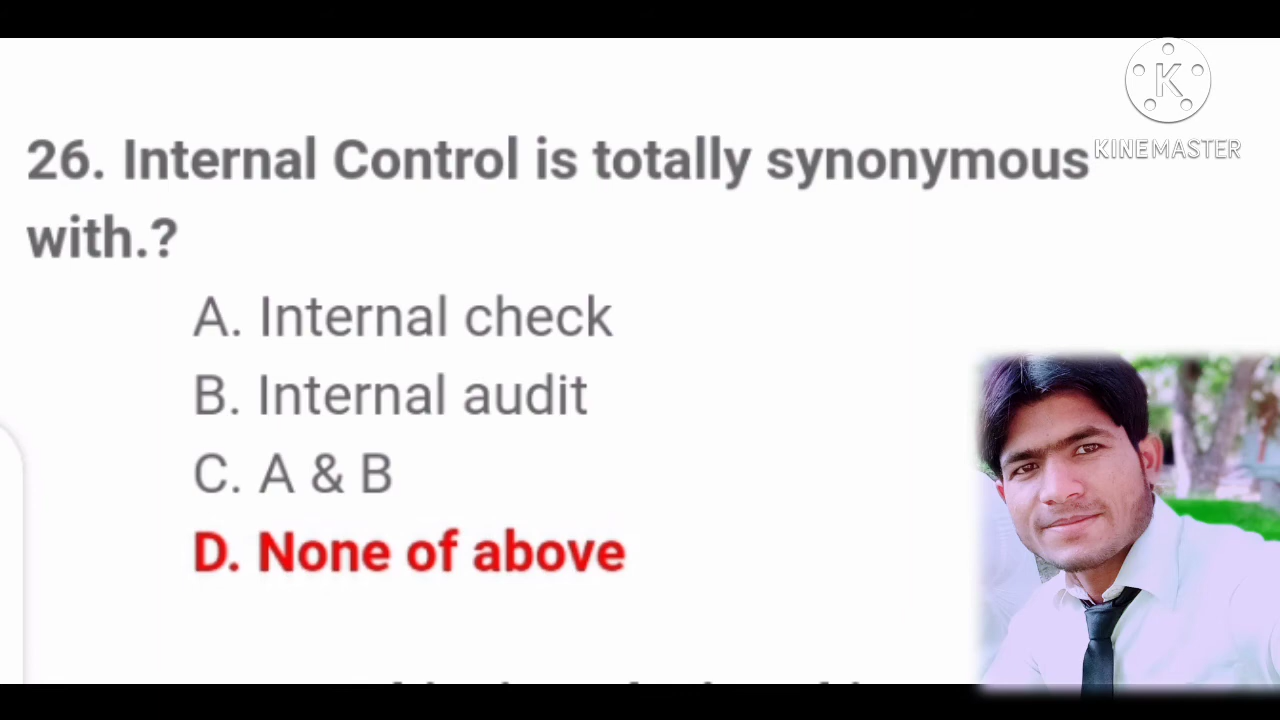 K
KINEMASTER
26. Internal Control is totally synonymous
with.?
A. Internal check
B. Internal audit
C. A & B
D. None of above